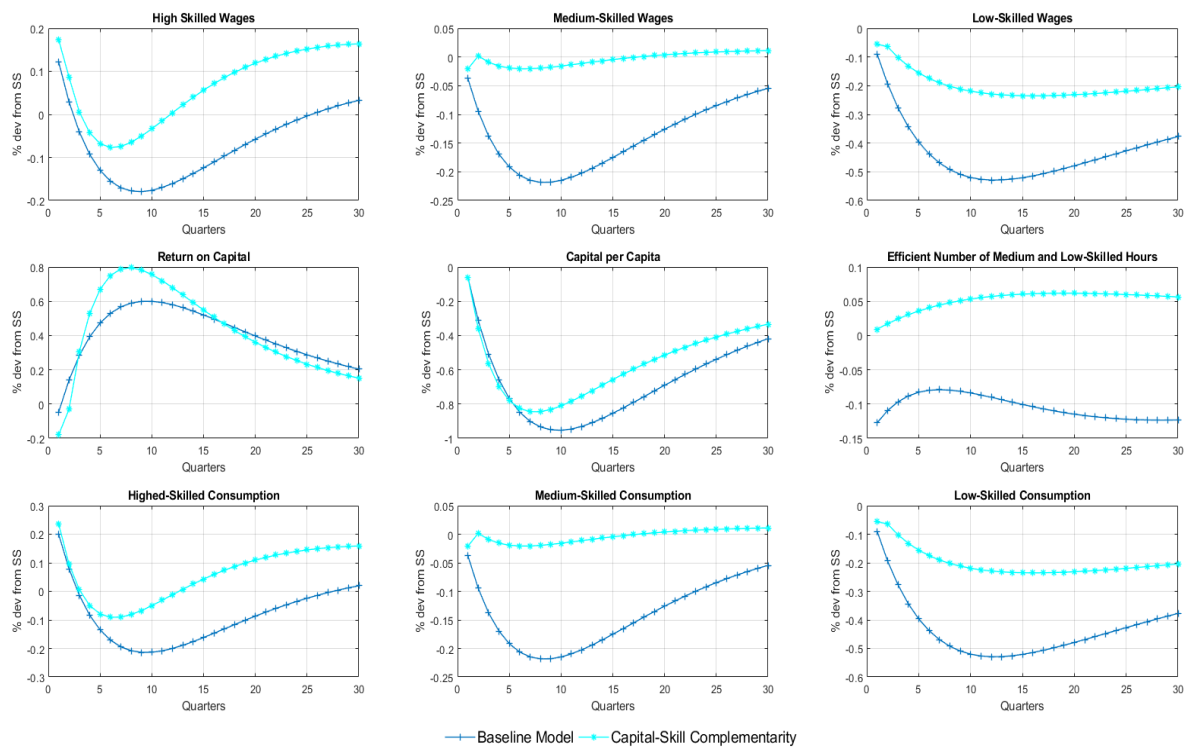 High Skilled Wages
% dev from SS
0.2
0.1
0
-0.1
-0.2
0 5 10 15 20 25 30
Quarters
Medium-Skilled Wages
% dev from SS
0.05
0
-0.05
-0.1
-0.15
-0.2
-0.25
0 5 10 15 20 25 30
Quarters
Low-Skilled Wages
% dev from SS
0
-0.1
-0.2
-0.3
-0.4
-0.5
-0.6
0 5 10 15 20 25 30
Quarters
Return on Capital
% dev from SS
0.8
0.6
0.4
0.2
0
-0.2
0 5 10 15 20 25 30
Quarters
Capital per Capita
% dev from SS
0
-0.2
-0.4
-0.6
-0.8
-1
0 5 10 15 20 25 30
Quarters
Efficient Number of Medium and Low-Skilled Hours
% dev from SS
0.1
0.05
0
-0.05
-0.1
-0.15
0 5 10 15 20 25 30
Quarters
Highed-Skilled Consumption
% dev from SS
0.3
0.2
0.1
0
-0.1
-0.2
-0.3
0 5 10 15 20 25 30
Quarters
Medium-Skilled Consumption
% dev from SS
0.05
0
-0.05
-0.1
-0.15
-0.2
-0.25
0 5 10 15 20 25 30
Quarters
Low-Skilled Consumption
% dev from SS
0
-0.1
-0.2
-0.3
-0.4
-0.5
-0.6
0 5 10 15 20 25 30
Quarters
Baseline Model Capital-Skill Complementarity